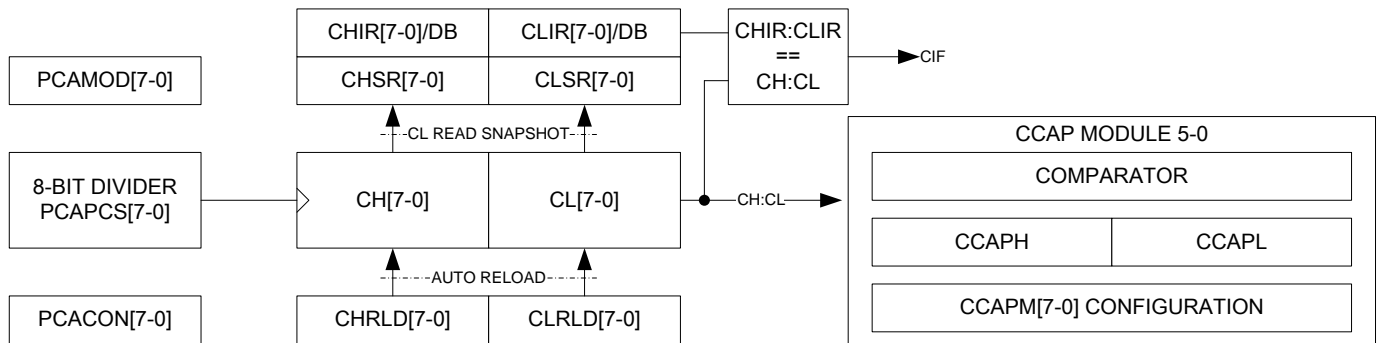 PCAMOD[7-0]
8-BIT DIVIDER
PCAPCS[7-0]
PCACON[7-0]
CHIR[7-0]/DB
CLIR[7-0]/DB
CHSR[7-0]
CLSR[7-0]
CL READ SNAPSHOT
CH[7-0]
CL[7-0]
AUTO RELOAD
CHRLD[7-0]
CLRLD[7-0]
CHIR:CLIR
==
CH:CL
CIF
CH:CL
CCAP MODULE 5-0
COMPARATOR
CCAPH
CCAPL
CCAPM[7-0] CONFIGURATION